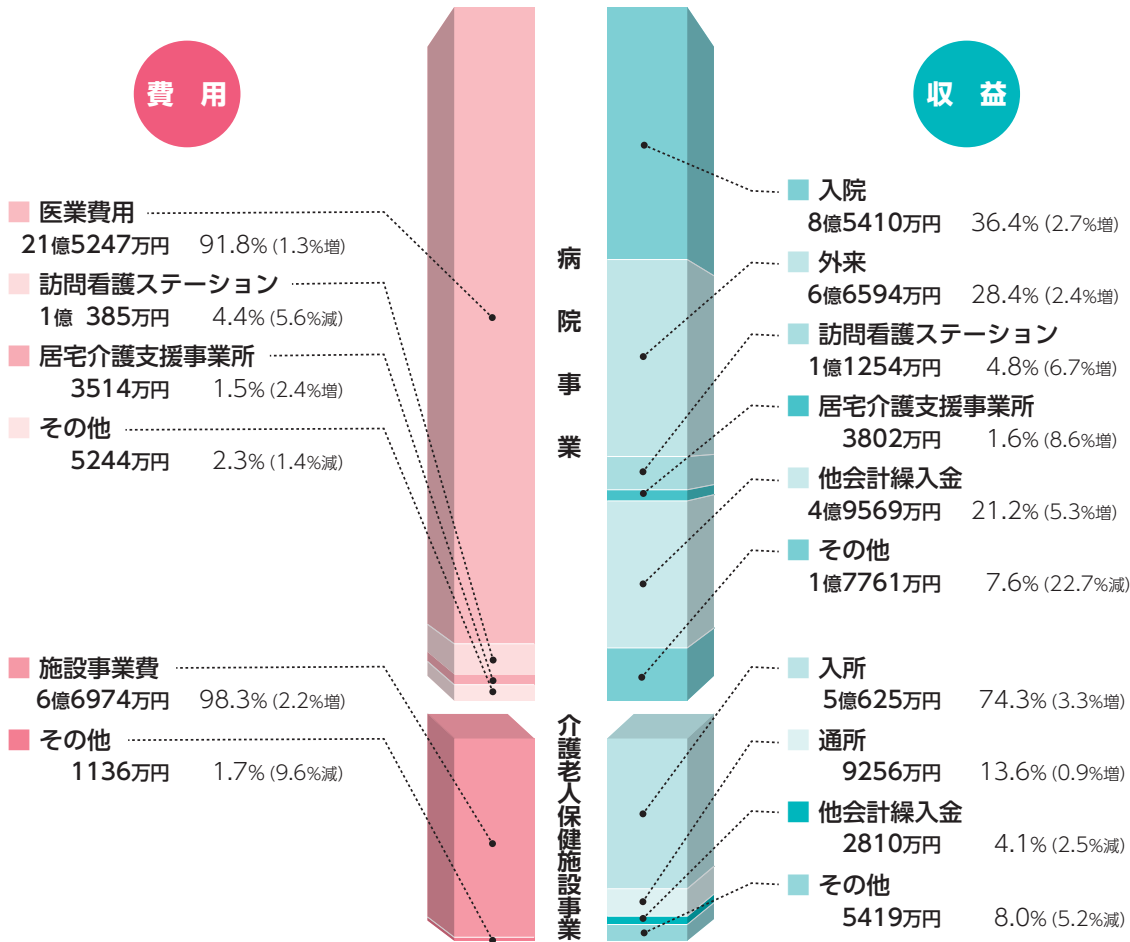 費用
医業費用
21億5247万円 91.8% (1.3%増)
訪問看護ステーション
1億 385万円 4.4% (5.6%減)
居宅介護支援事業所
3514万円 1.5% (2.4%増)
その他
5244万円 2.3% (1.4%減)
施設事業費
6億6974万円 98.3% (2.2%増)
その他
1136万円 1.7% (9.6%減)
病院事業
介護老人保健施設事業
収益
入院
8億5410万円 36.4% (2.7%増)
外来
6億6594万円 28.4% (2.4%増)
訪問看護ステーション
1億1254万円 4.8% (6.7%増)
居宅介護支援事業所
3802万円 1.6% (8.6%増)
他会計繰入金
4億9569万円 21.2% (5.3%増)
その他
1億7761万円 7.6% (22.7%減)
入所
5億625万円 74.3% (3.3%増)
通所
9256万円 13.6% (0.9%増)
他会計繰入金
2810万円 4.1% (2.5%減)
その他
5419万円 8.0% (5.2%減)